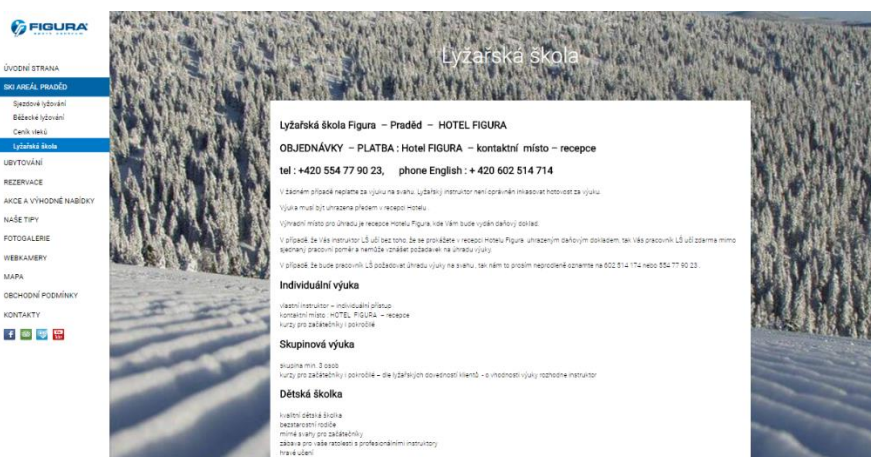 FIGURA
ÚVODNÍ STRANA
SKI AREÁL PRADĚD
Sjezdové lyžování
Běžecké lyžování
Ceník vleků
Lyžařská škola
UBYTOVÁNÍ
REZERVACE
AKCE A VÝHODNÉ NABÍDKY
NAŠE TIPY
FOTOGALERIE
WEBKAMERY
MAPA
OBCHODNÍ PODMÍNKY
KONTAKTY
Lyžařská škola
Lyžařská škola Figura – Praděd – HOTEL FIGURA
OBJEDNÁVKY – PLATBA : Hotel FIGURA – kontaktní místo – recepce
tel : +420 554 77 90 23, phone English : + 420 602 514 714
V žádném případě neplaťte za výuku na svahu. Lyžařský instruktor není oprávněn inkasovat hotovost za výuku.
Výuka musí být uhrazena předem v recepci Hotelu .
Výhradní místo pro úhradu je recepce Hotelu Figura, kde Vám bude vydán daňový doklad.
V případě, že Vás instruktor LŠ učí bez toho, že se prokážete v recepci Hotelu Figura uhrazeným daňovým dokladem, tak Vás pracovník LŠ učí zdarma mimo
sjednaný pracovní poměr a nemůže vznášet požadavek na úhradu výuky.
V případě, že bude pracovník LŠ požadovat úhradu výuky na svahu , tak nám to prosím neprodleně oznamte na 602 514 174 nebo 554 77 90 23 .
Individuální výuka
vlastní instruktor – individuální přístup
kontaktní místo : HOTEL FIGURA – recepce
kurzy pro začátečníky i pokročilé
Skupinová výuka
skupina min. 3 osob
kurzy pro začátečníky i pokročilé – dle lyžařských dovedností klientů - o vhodnosti výuky rozhodne instruktor
Dětská školka
kvalitní dětská školka
bezstarostní rodiče
mírné svahy pro začátečníky
zábava pro vaše ratolesti s profesionálními instruktory
hravé učení